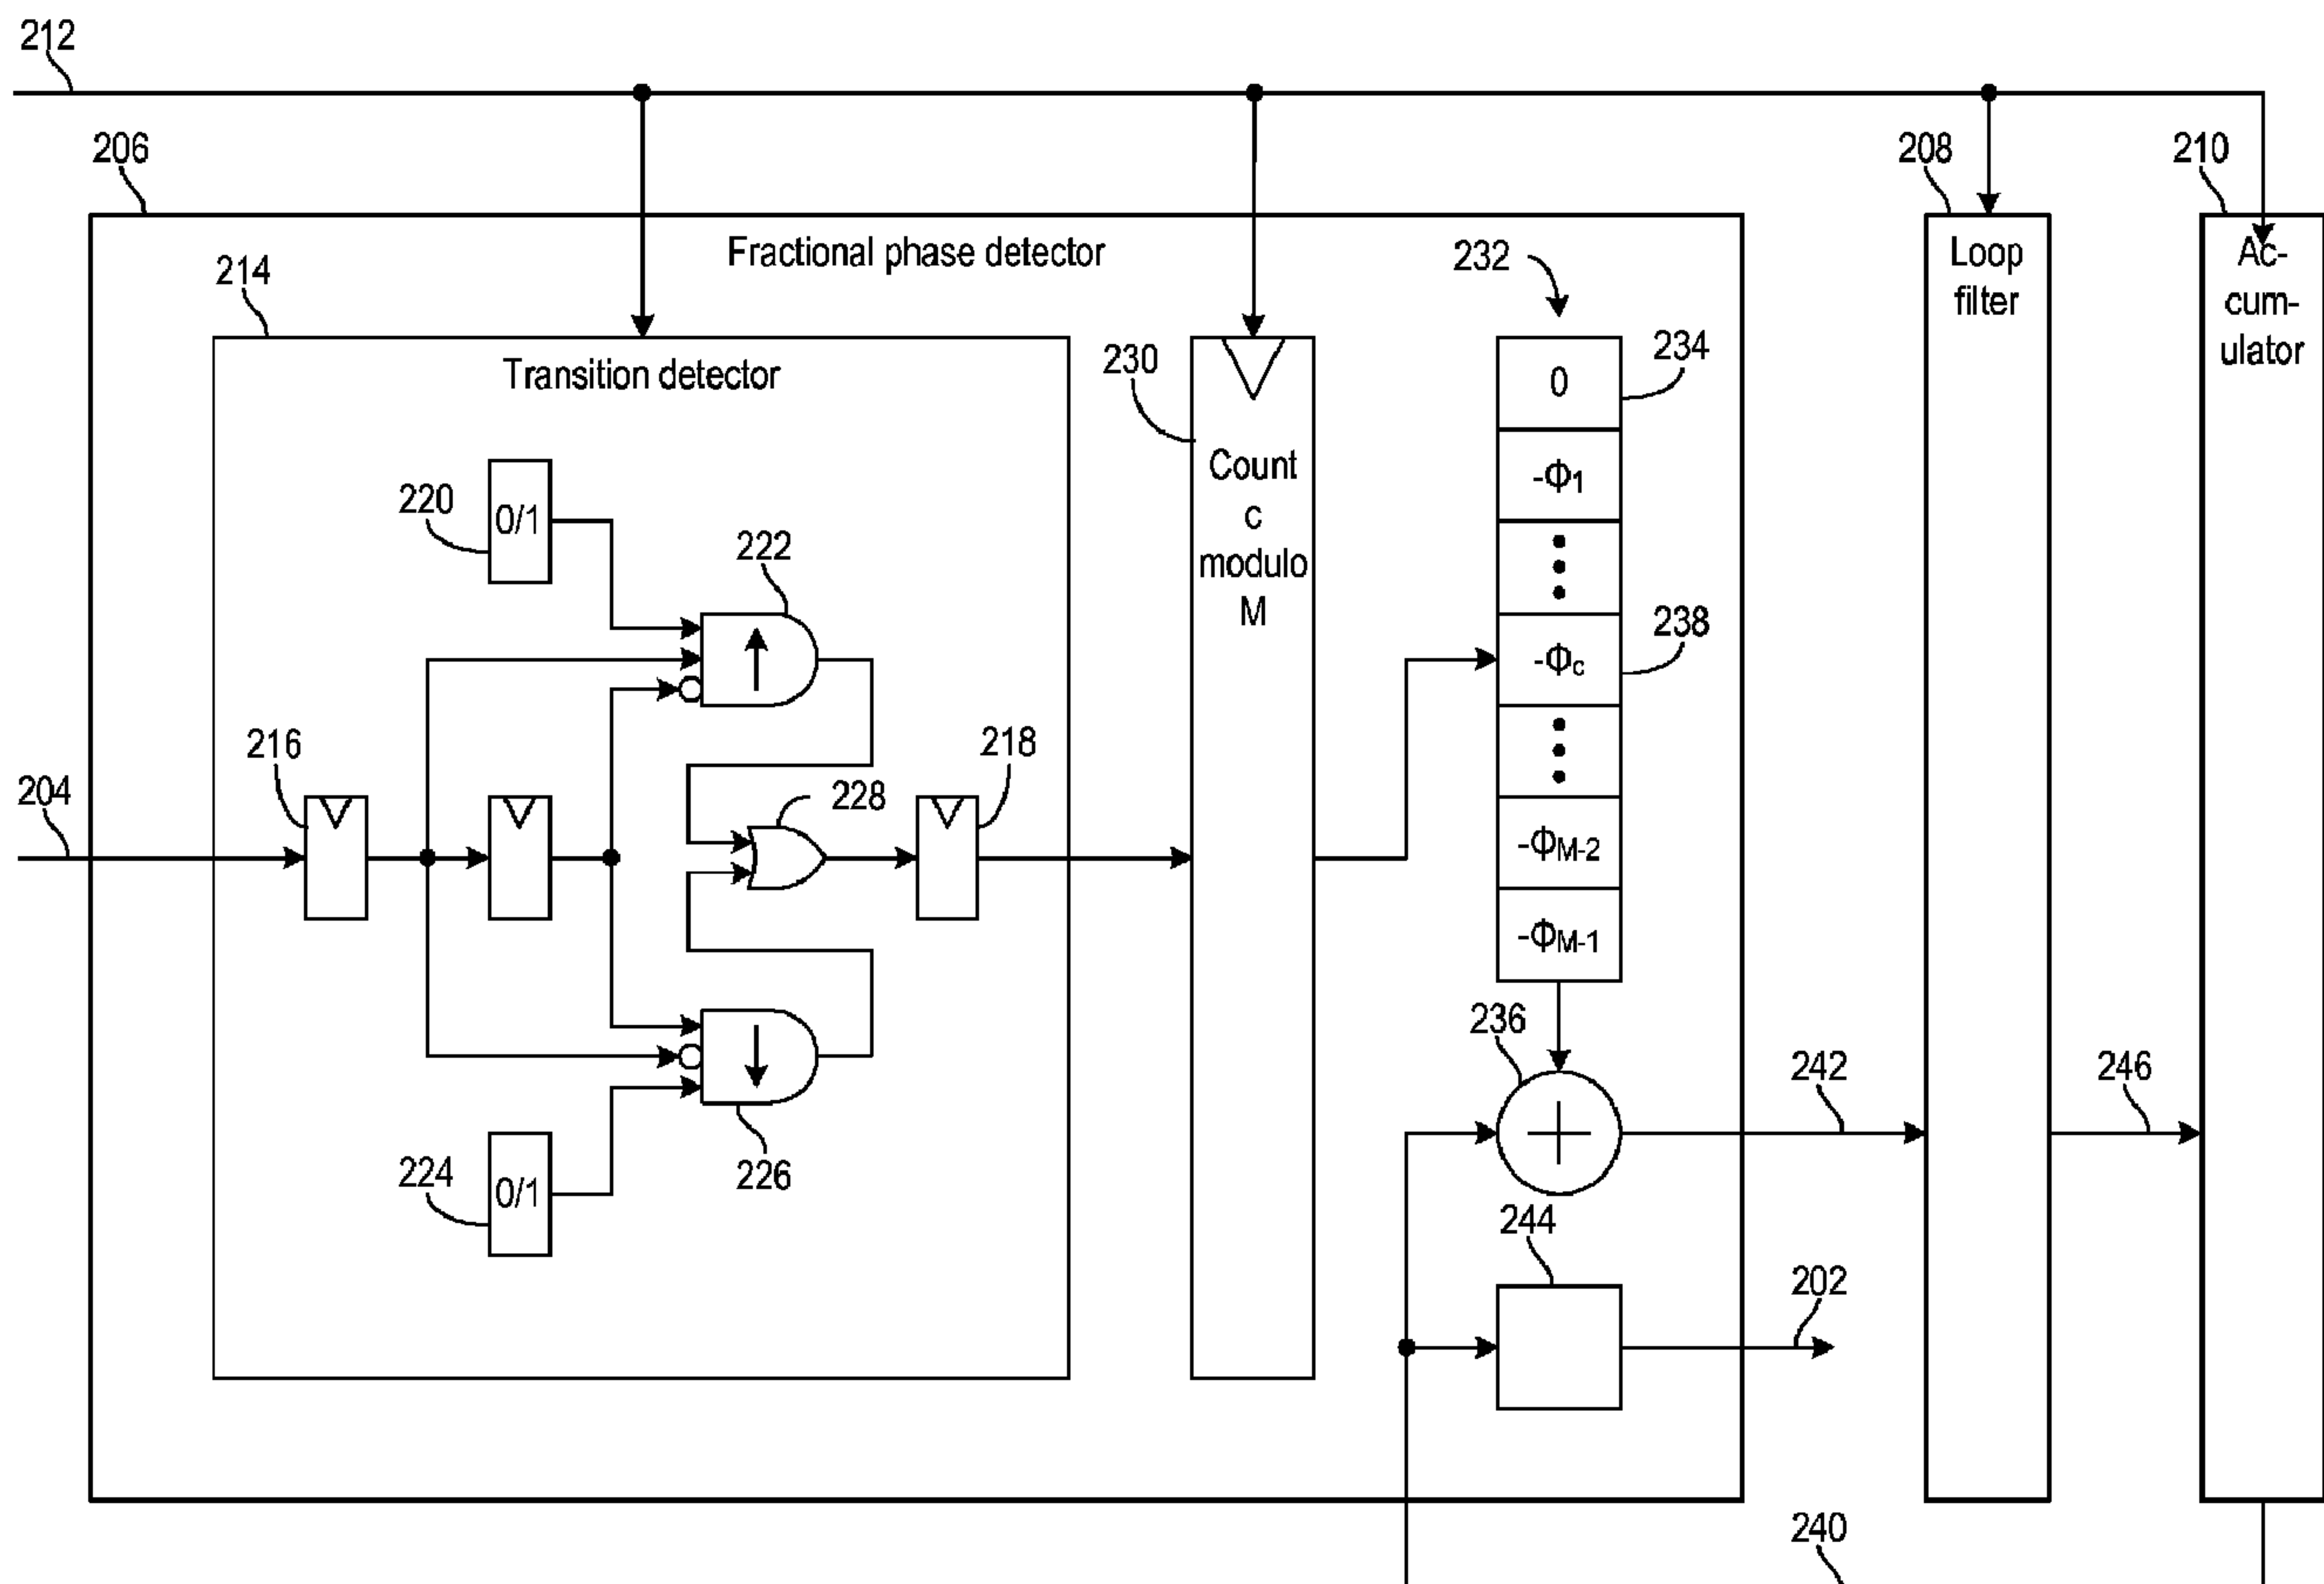 212
206
208
210
Fractional phase detector
232
Loop
filter
Ac-
cum-
ulator
214
Transition detector
230
234
0
220
0/1
Count
c
modulo
M
-Φ1
222
-Φc
238
216
218
204
228
-ΦM-2
-ΦM-1
236
242
246
224
0/1
226
244
202
240